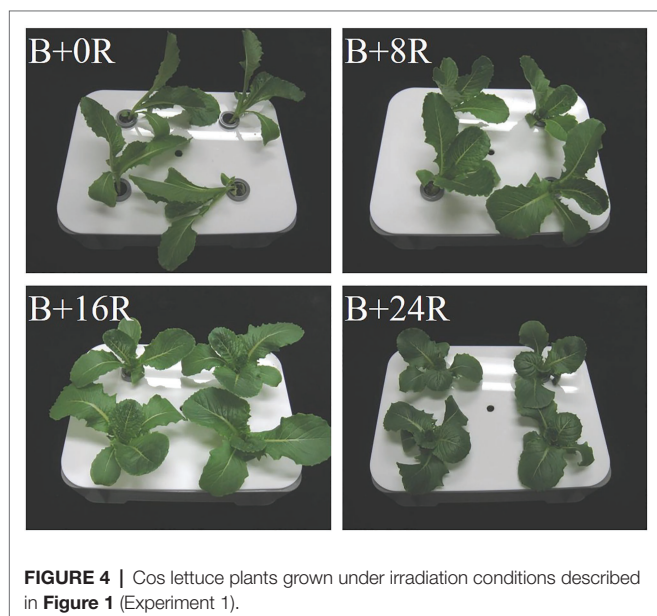 B+0R
B+8R
B+16R
B+24R
FIGURE 4 | Cos lettuce plants grown under irradiation conditions described
in Figure 1 (Experiment 1).